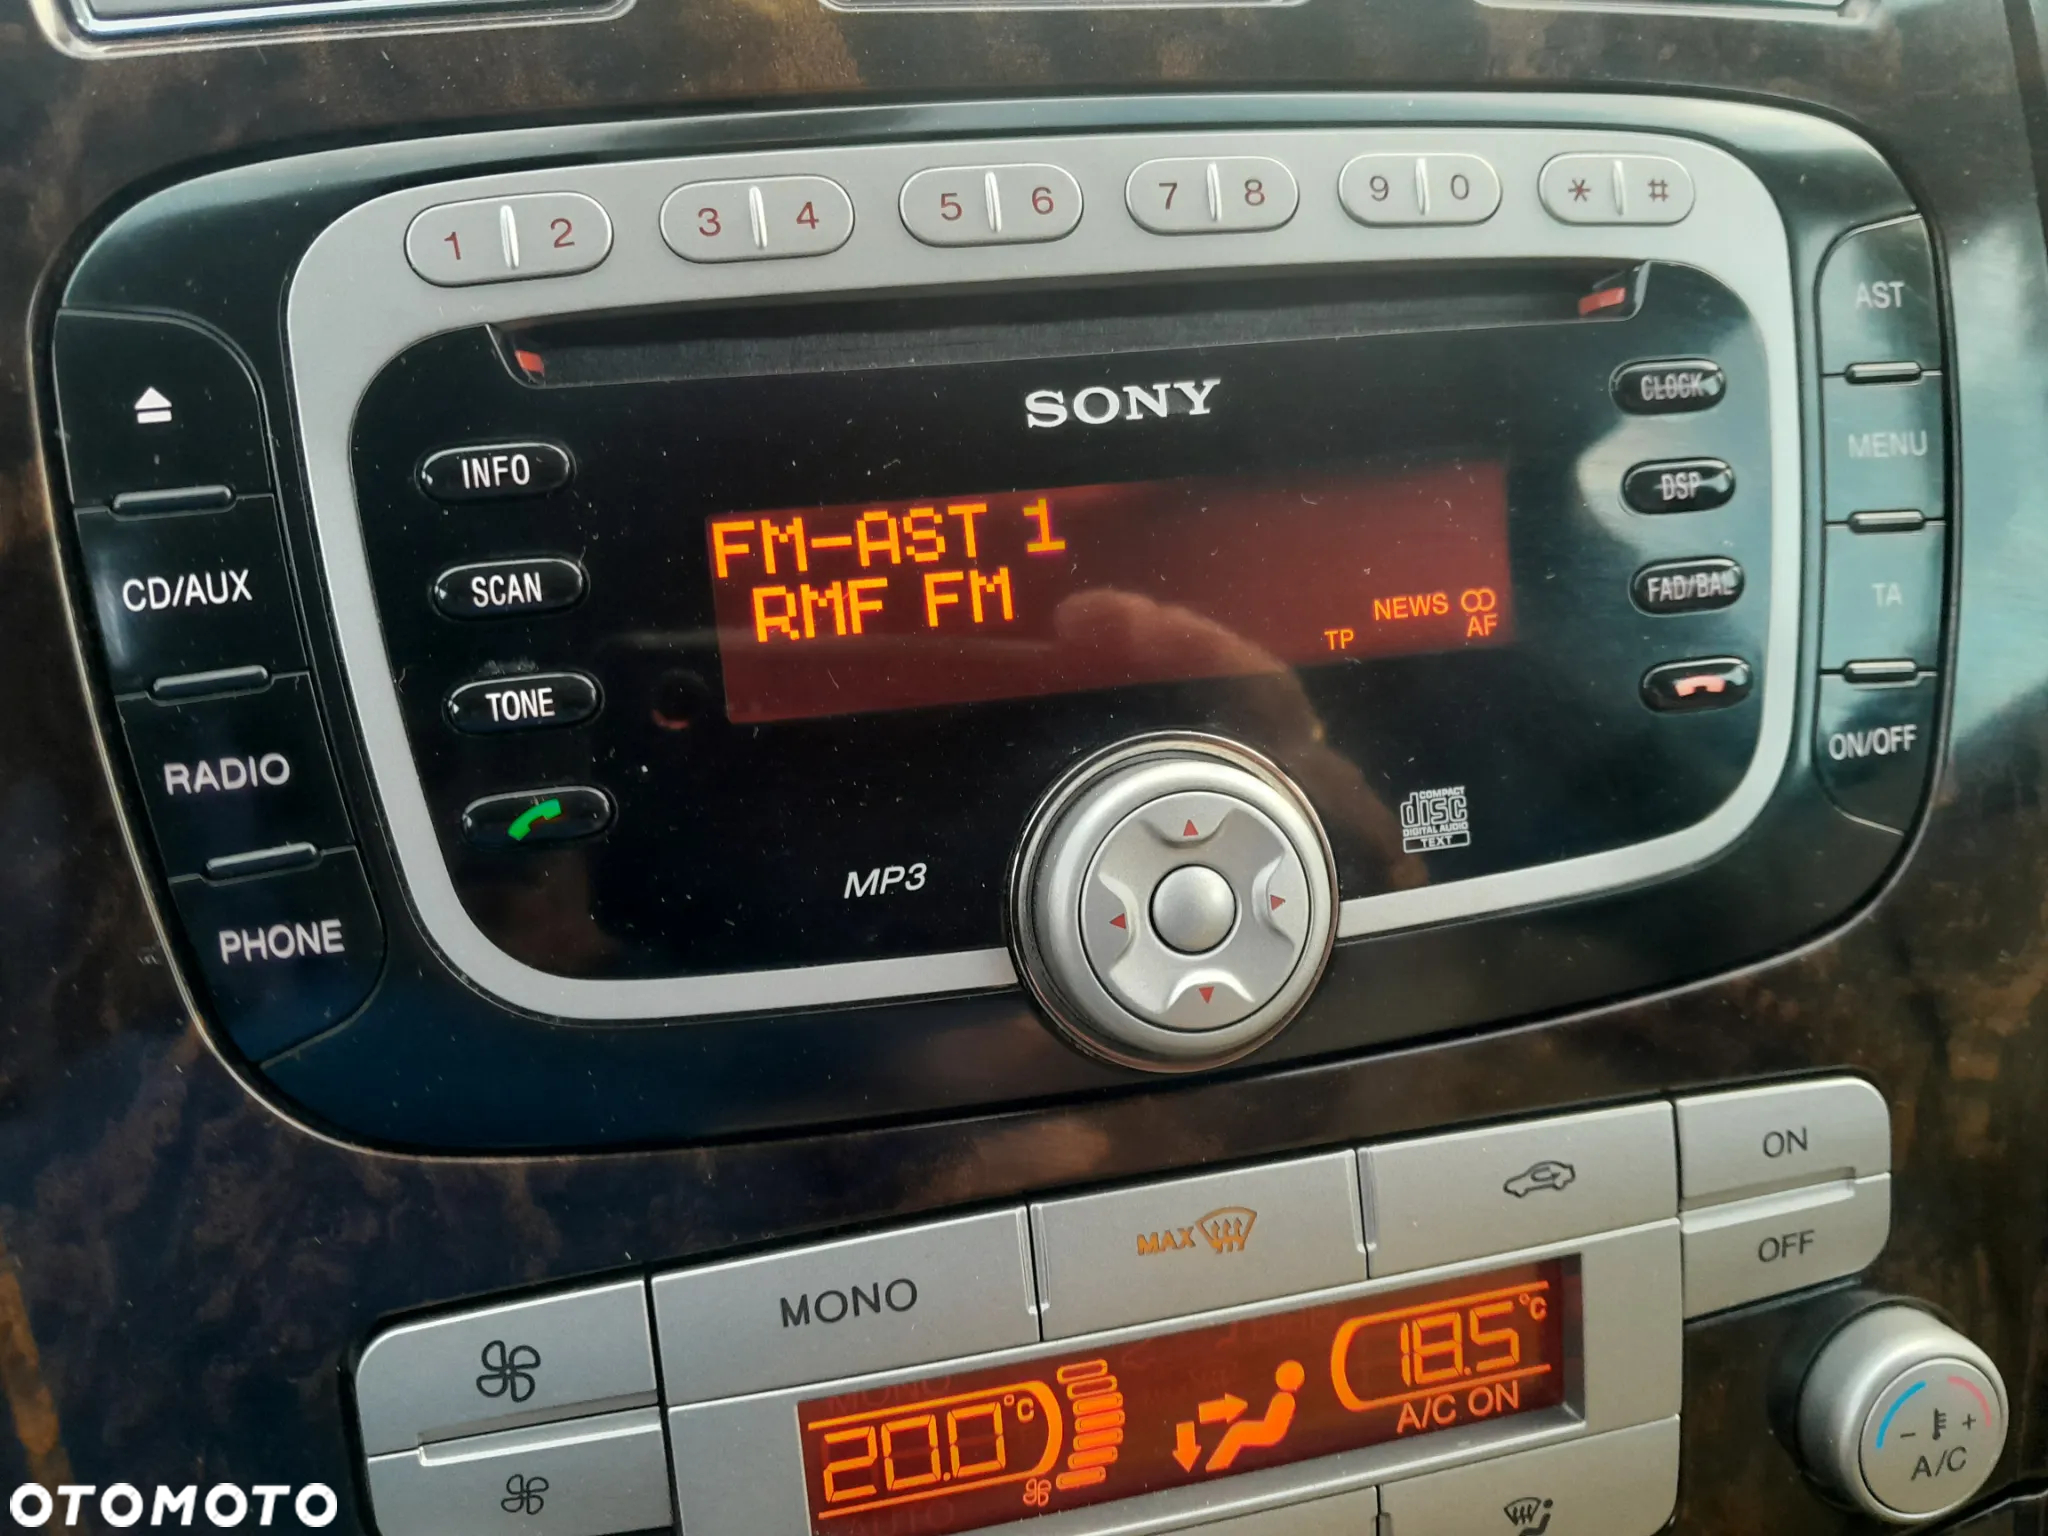 1 2 3 4 5 6 7 8 9 0 * #
AST
SONY
CLOCK
MENU
INFO
DSP
FM-AST 1
CD/AUX
SCAN
RMF FM
NEWS
FAD/BAL
TA
TP
AF
TONE
RADIO
ON/OFF
COMPACT
disc
DIGITAL AUDIO
TEXT
MP3
PHONE
ON
MAX
OFF
MONO
18.5°C
A/C ON
20.0°C
- +
A/C
OTOMOTO